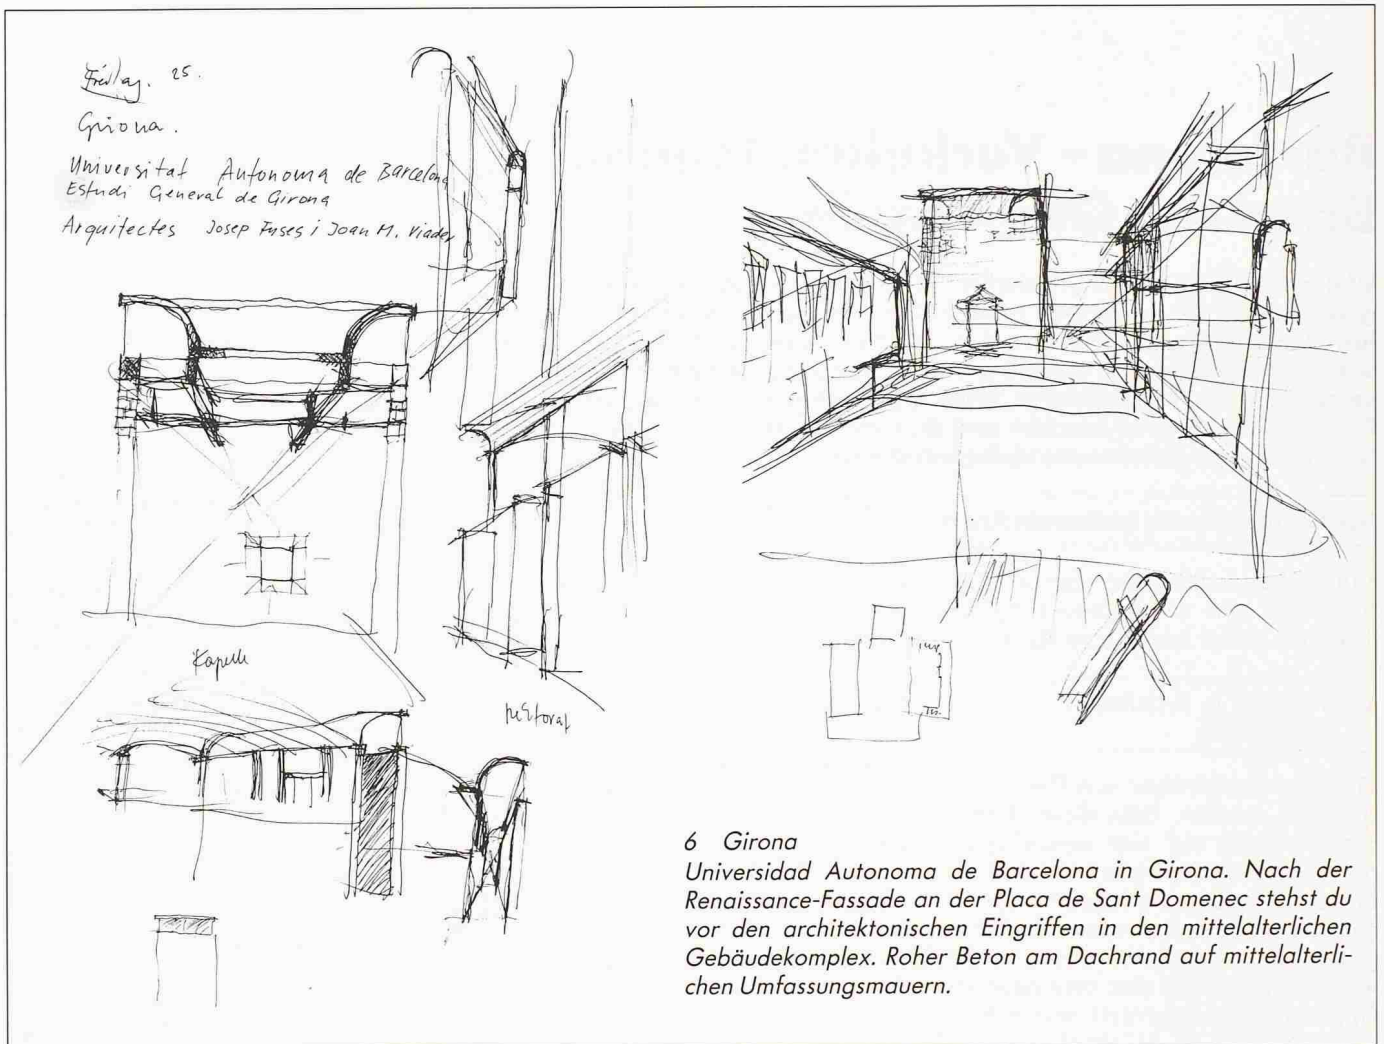 Freitag. 25.
Girona.
Universitat Autonoma de Barcelona
Estudi General de Girona
Arquitectes Josep Fuses i Joan M. Viader
Kapelle
6 Girona
Universidad Autonoma de Barcelona in Girona. Nach der
Renaissance-Fassade an der Placa de Sant Domenec stehst du
vor den architektonischen Eingriffen in den mittelalterlichen
Gebäudekomplex. Roher Beton am Dachrand auf mittelalterli-
chen Umfassungsmauern.